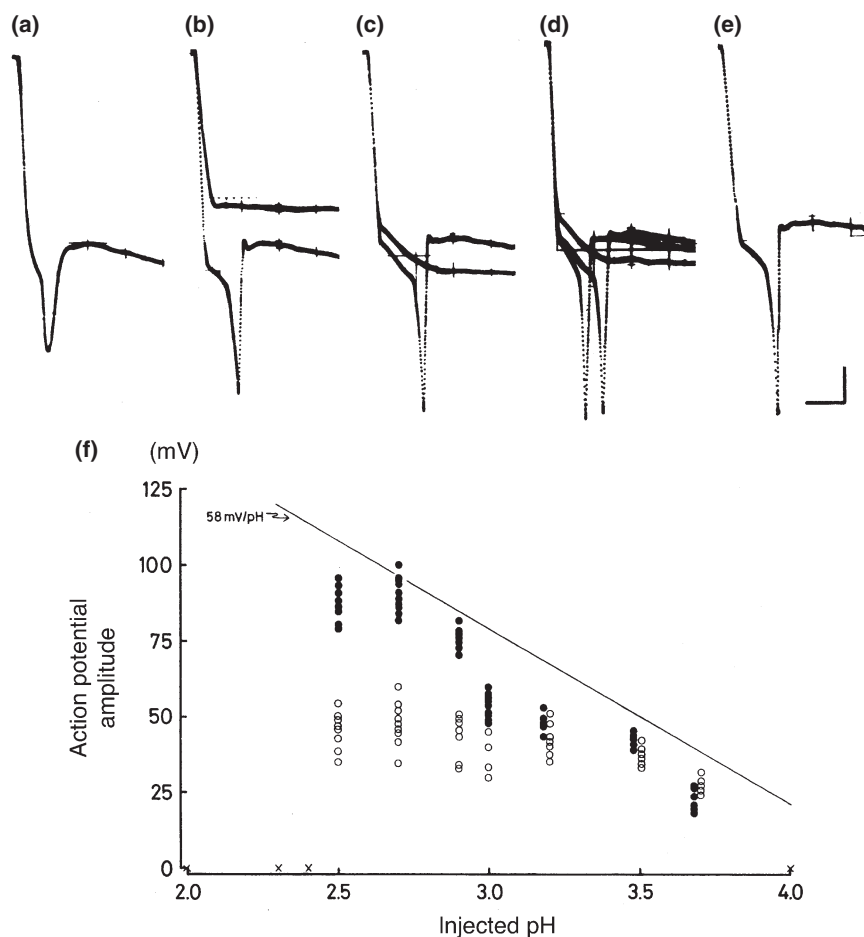 (a) (b) (c) (d) (e)
(f) (mV)
125
58 mV/pH
100
75
50
25
0
Action potential
amplitude
2.0 2.5 3.0 3.5 4.0
Injected pH